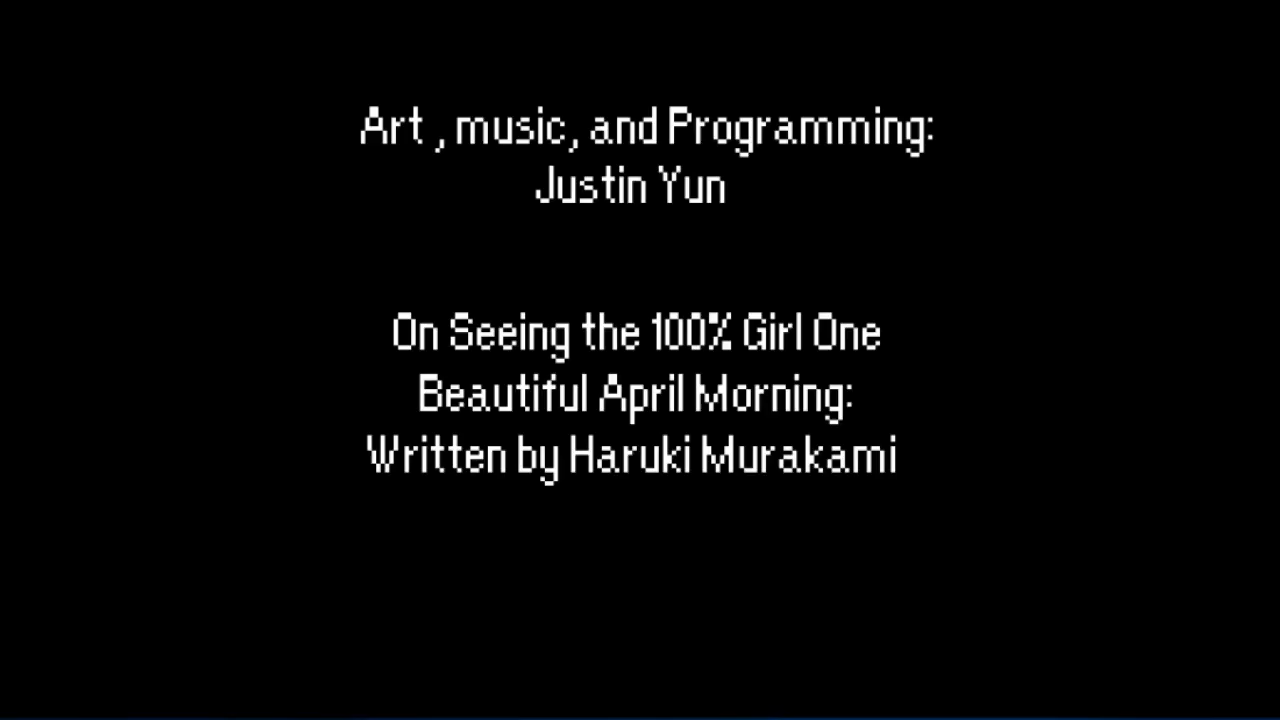 Art , music, and Programming:
Justin Yun
On Seeing the 100% Girl One
Beautiful April Morning:
Written by Haruki Murakami